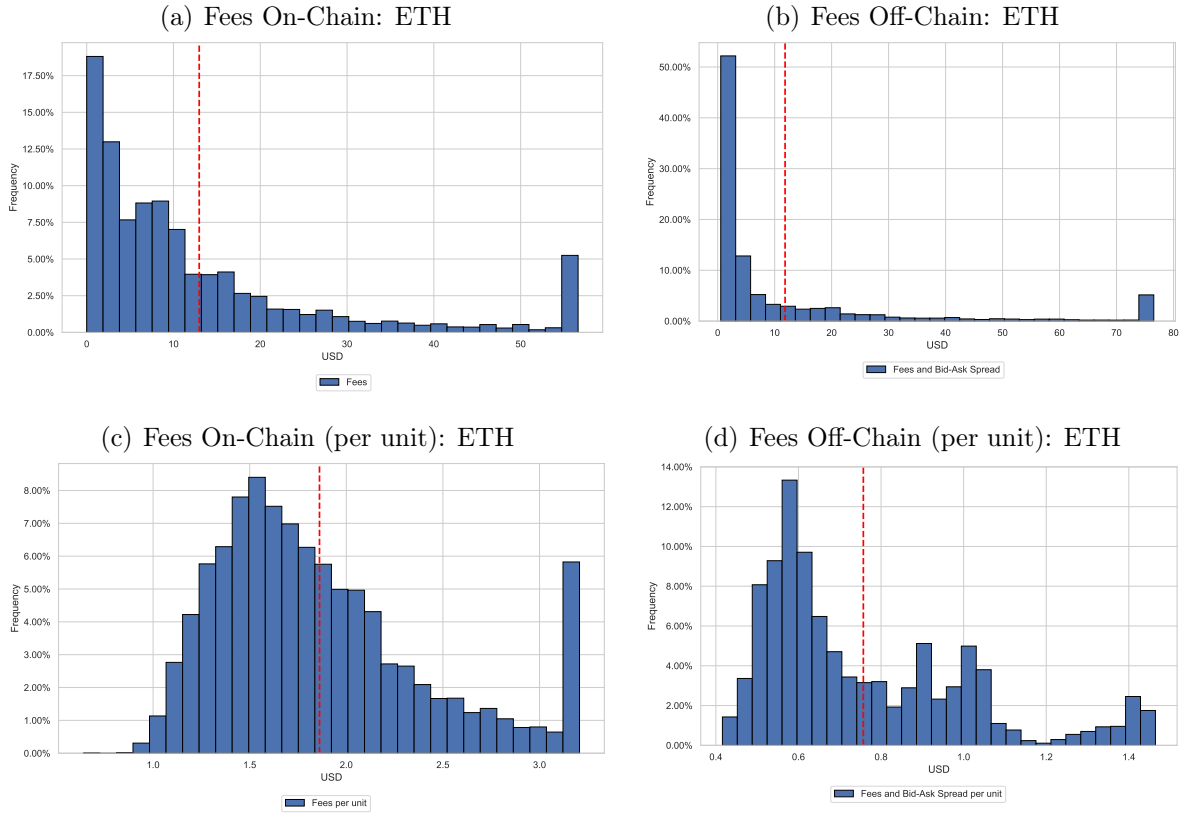 (a) Fees On-Chain: ETH
17.50%
15.00%
12.50%
10.00%
7.50%
5.00%
2.50%
0.00%
Frequency
0 10 20 30 40 50
USD
Fees
(b) Fees Off-Chain: ETH
50.00%
40.00%
30.00%
20.00%
10.00%
0.00%
Frequency
0 10 20 30 40 50 60 70 80
USD
Fees and Bid-Ask Spread
(c) Fees On-Chain (per unit): ETH
8.00%
7.00%
6.00%
5.00%
4.00%
3.00%
2.00%
1.00%
0.00%
Frequency
1.0 1.5 2.0 2.5 3.0
USD
Fees per unit
(d) Fees Off-Chain (per unit): ETH
14.00%
12.00%
10.00%
8.00%
6.00%
4.00%
2.00%
0.00%
Frequency
0.4 0.6 0.8 1.0 1.2 1.4
USD
Fees and Bid-Ask Spread per unit